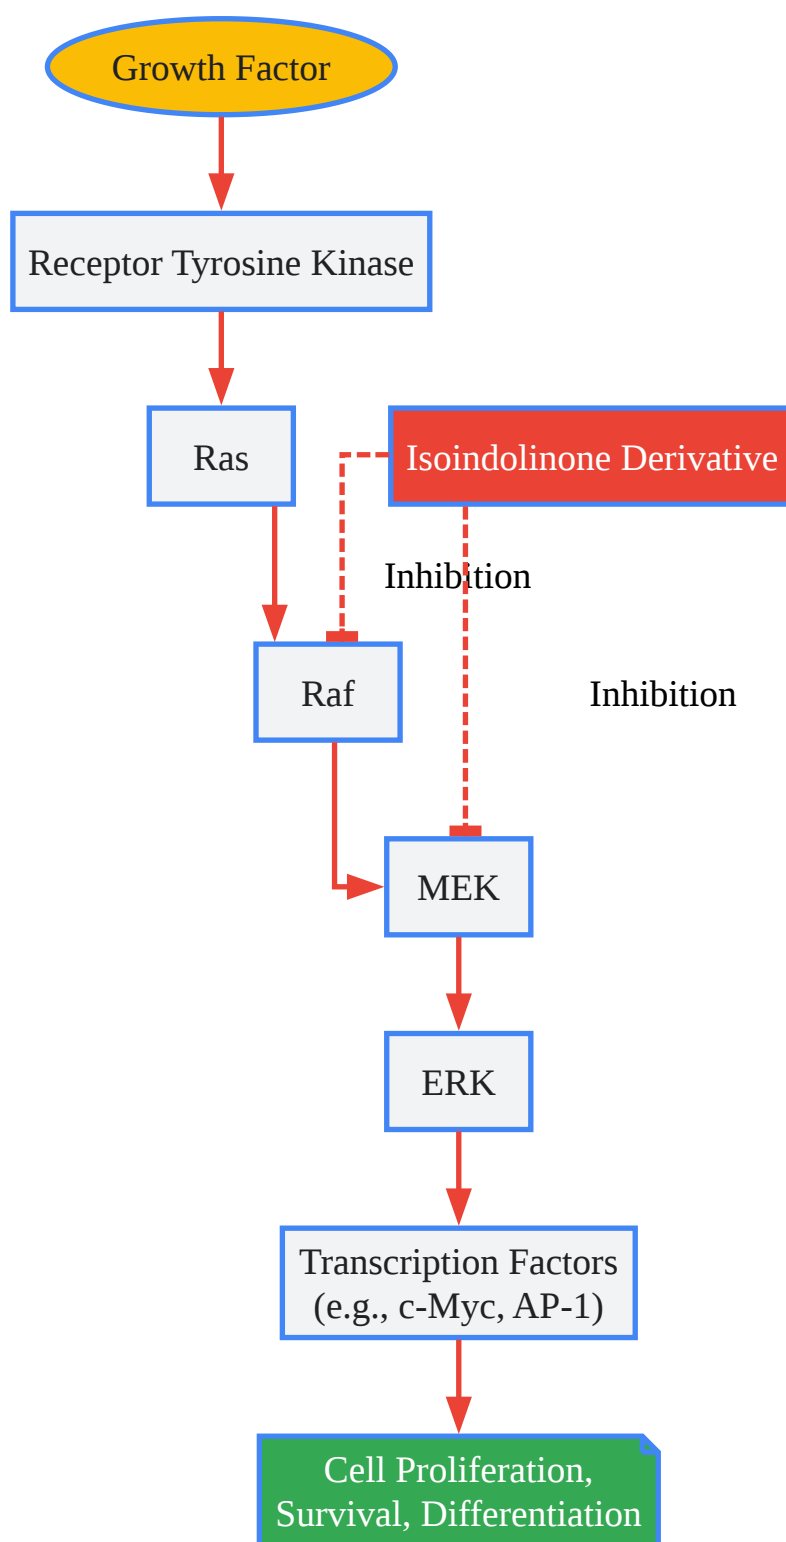 Growth Factor
Receptor Tyrosine Kinase
Ras
Isoindolinone Derivative
Inhibition
Raf
Inhibition
MEK
ERK
Transcription Factors
(e.g., c-Myc, AP-1)
Cell Proliferation,
Survival, Differentiation